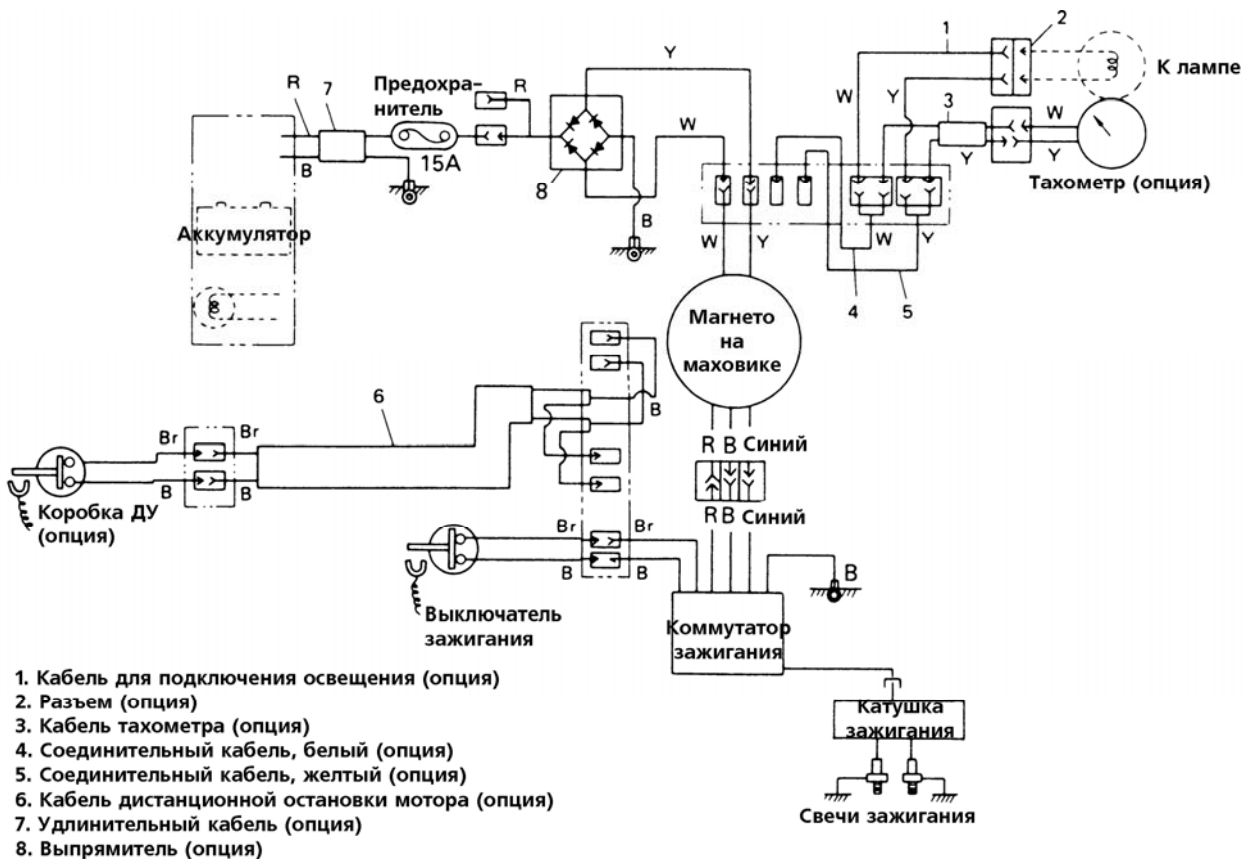 1
2
К лампе
Y
R
7
Предохра-
нитель
R
W
Y
3
W
W
Y
Y
Тахометр (опция)
B
15А
8
B
Аккумулятор
W
Y
W
Y
4
5
Магнето
на
маховике
6
B
R B Синий
R B Синий
Br
Br
B
B
Коробка ДУ
(опция)
Br
Br
B
B
B
Выключатель
зажигания
Коммутатор
зажигания
Катушка
зажигания
Свечи зажигания
1. Кабель для подключения освещения (опция)
2. Разъем (опция)
3. Кабель тахометра (опция)
4. Соединительный кабель, белый (опция)
5. Соединительный кабель, желтый (опция)
6. Кабель дистанционной остановки мотора (опция)
7. Удлинительный кабель (опция)
8. Выпрямитель (опция)